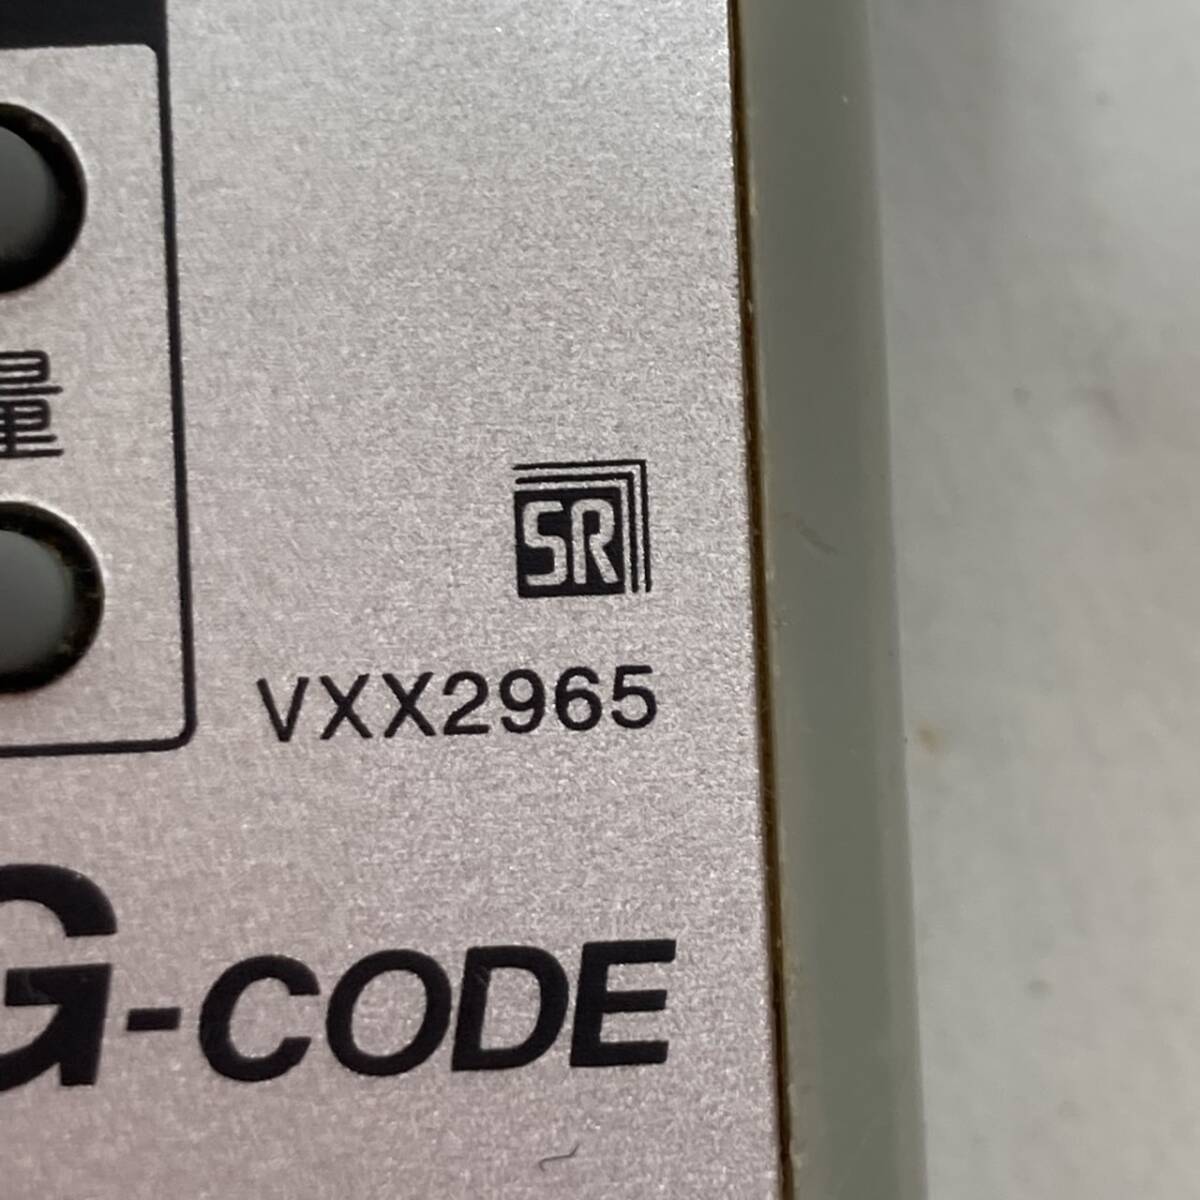 量
SR
VXX2965
G-CODE